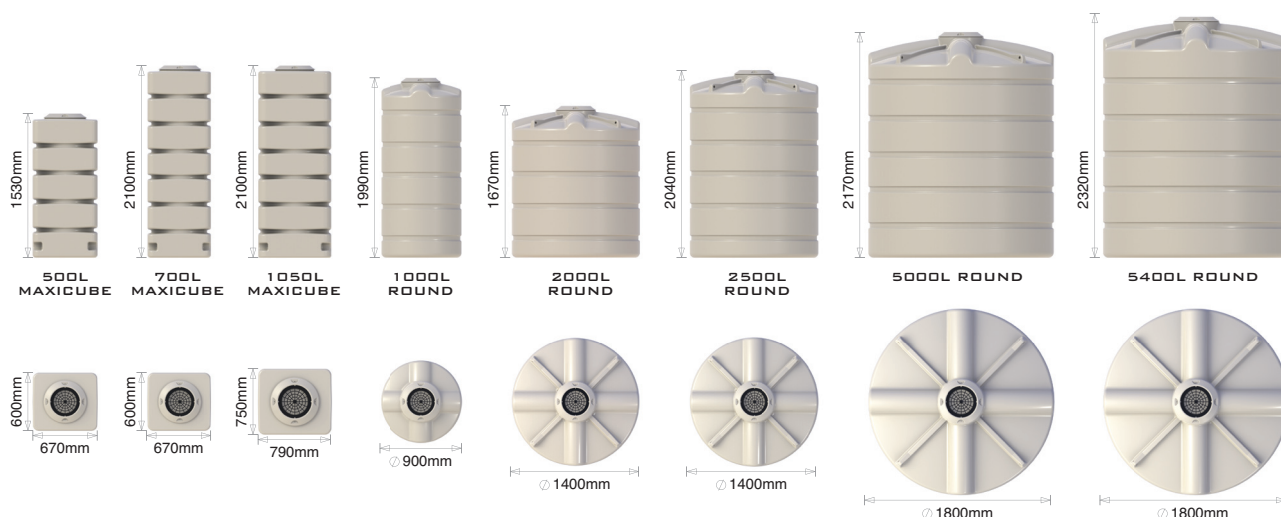 1530mm
2100mm
2100mm
1990mm
1670mm
2040mm
2170mm
2320mm
500L
MAXICUBE
700L
MAXICUBE
1050L
MAXICUBE
1000L
ROUND
2000L
ROUND
2500L
ROUND
5000L ROUND
5400L ROUND
600mm
670mm
600mm
670mm
750mm
790mm
∅ 900mm
∅ 1400mm
∅ 1400mm
∅ 1800mm
∅ 1800mm